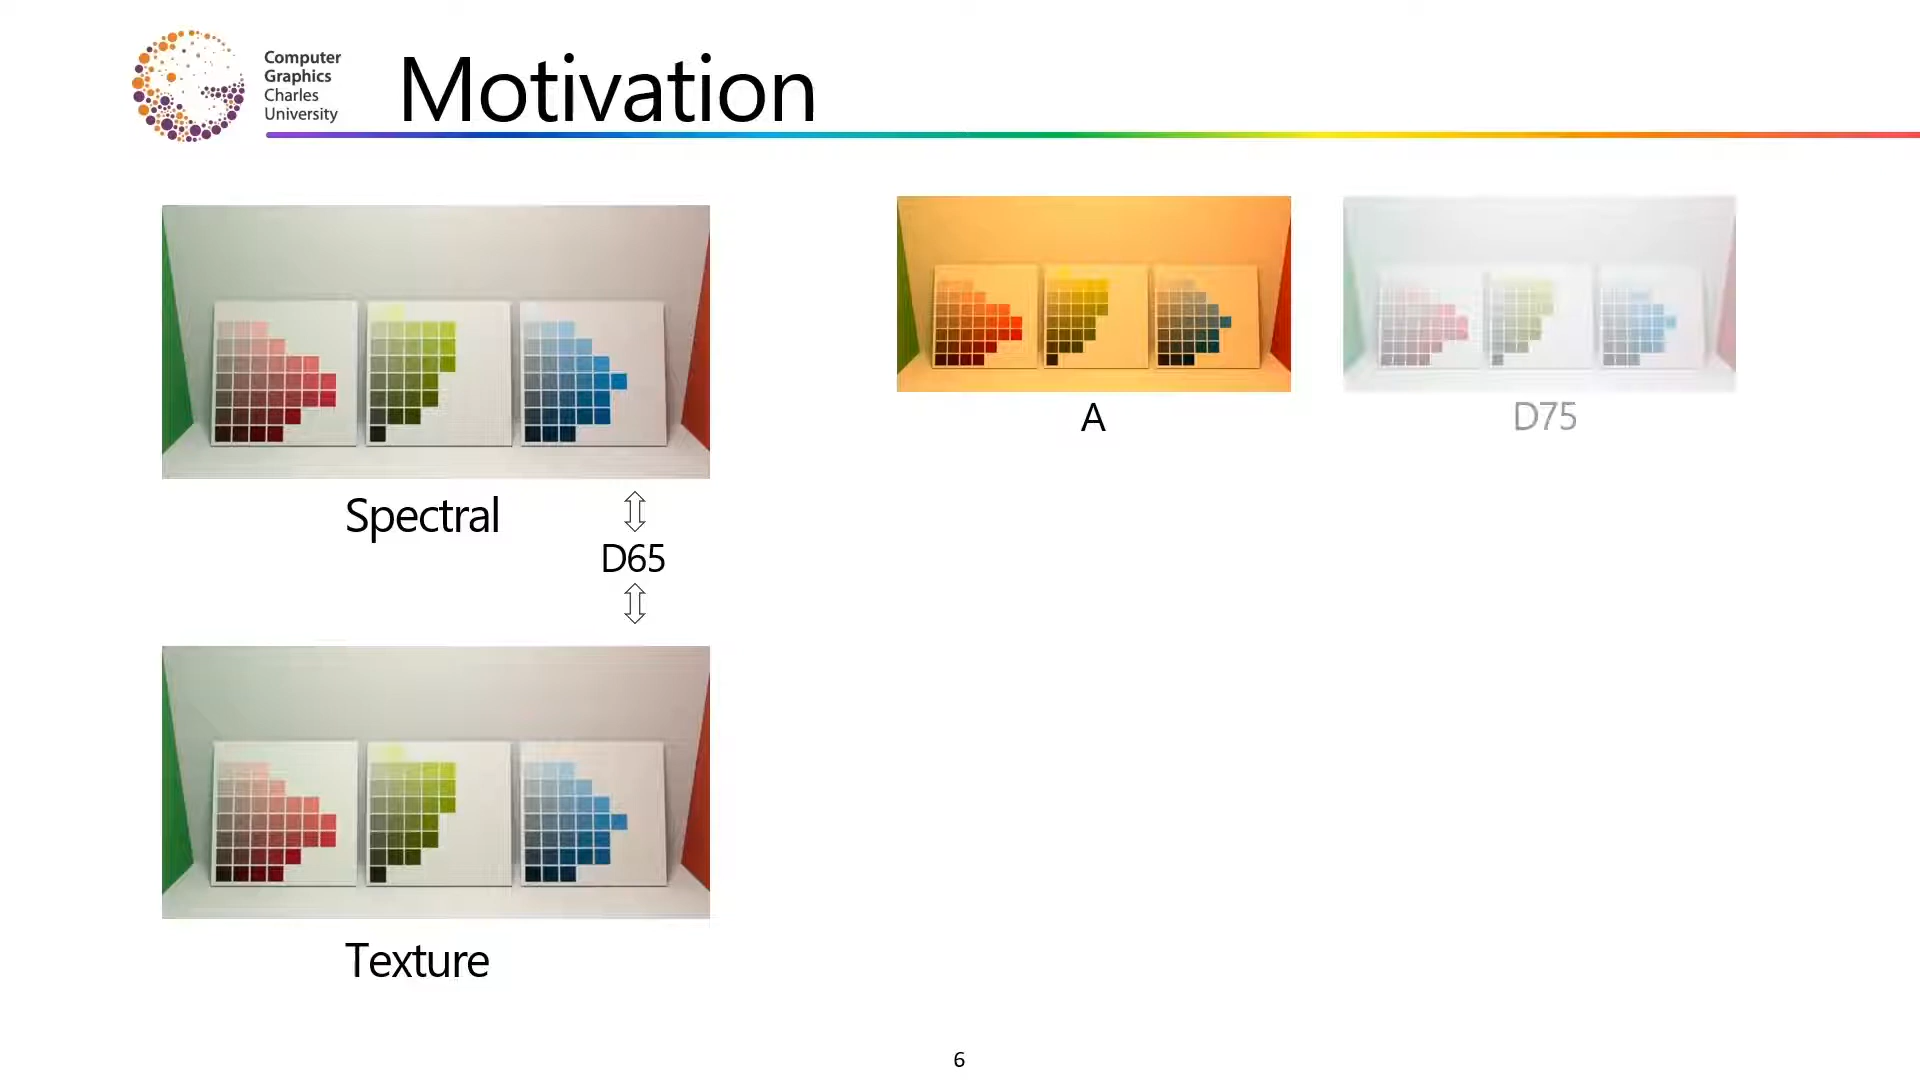 Computer
Graphics
Charles
University
Motivation
A
D75
Spectral
D65
Texture
6